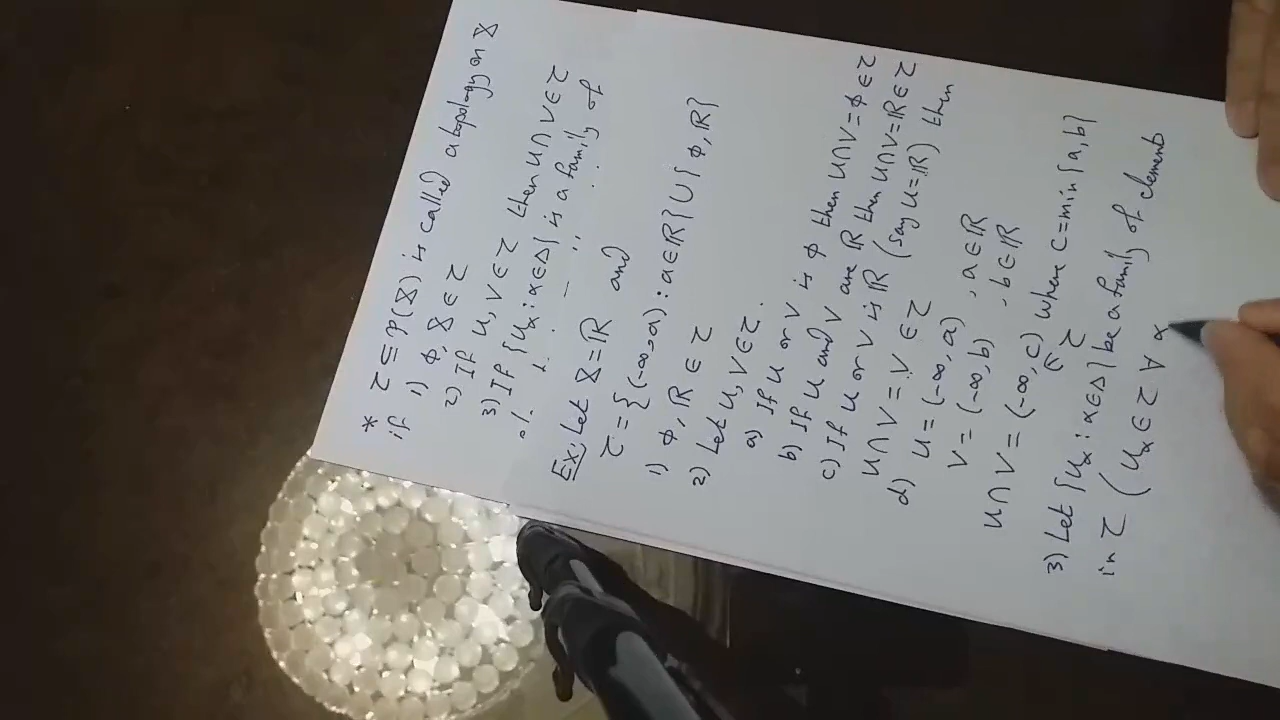 * τ ⊆ P(X) is called a topology on X
if 1) φ, X ∈ τ
2) If U, V ∈ τ then U ∩ V ∈ τ
3) If {Uα : α ∈ Δ} is a family of
Ex: Let X = ℝ and
τ = {(-∞, a) : a ∈ ℝ} ∪ {φ, ℝ}
1) φ, ℝ ∈ τ
2) Let U, V ∈ τ.
a) If U or V is φ then U ∩ V = φ ∈ τ
b) If U and V are ℝ then U ∩ V = ℝ ∈ τ
c) If U or V is ℝ (say U = ℝ) then
U ∩ V = V ∈ τ
d) U = (-∞, a) , a ∈ ℝ
V = (-∞, b) , b ∈ ℝ
U ∩ V = (-∞, c) where c = min{a, b}
∈ τ
3) Let {Uα : α ∈ Δ} be a family of elements
in τ ( Uα ∈ τ ∀ α